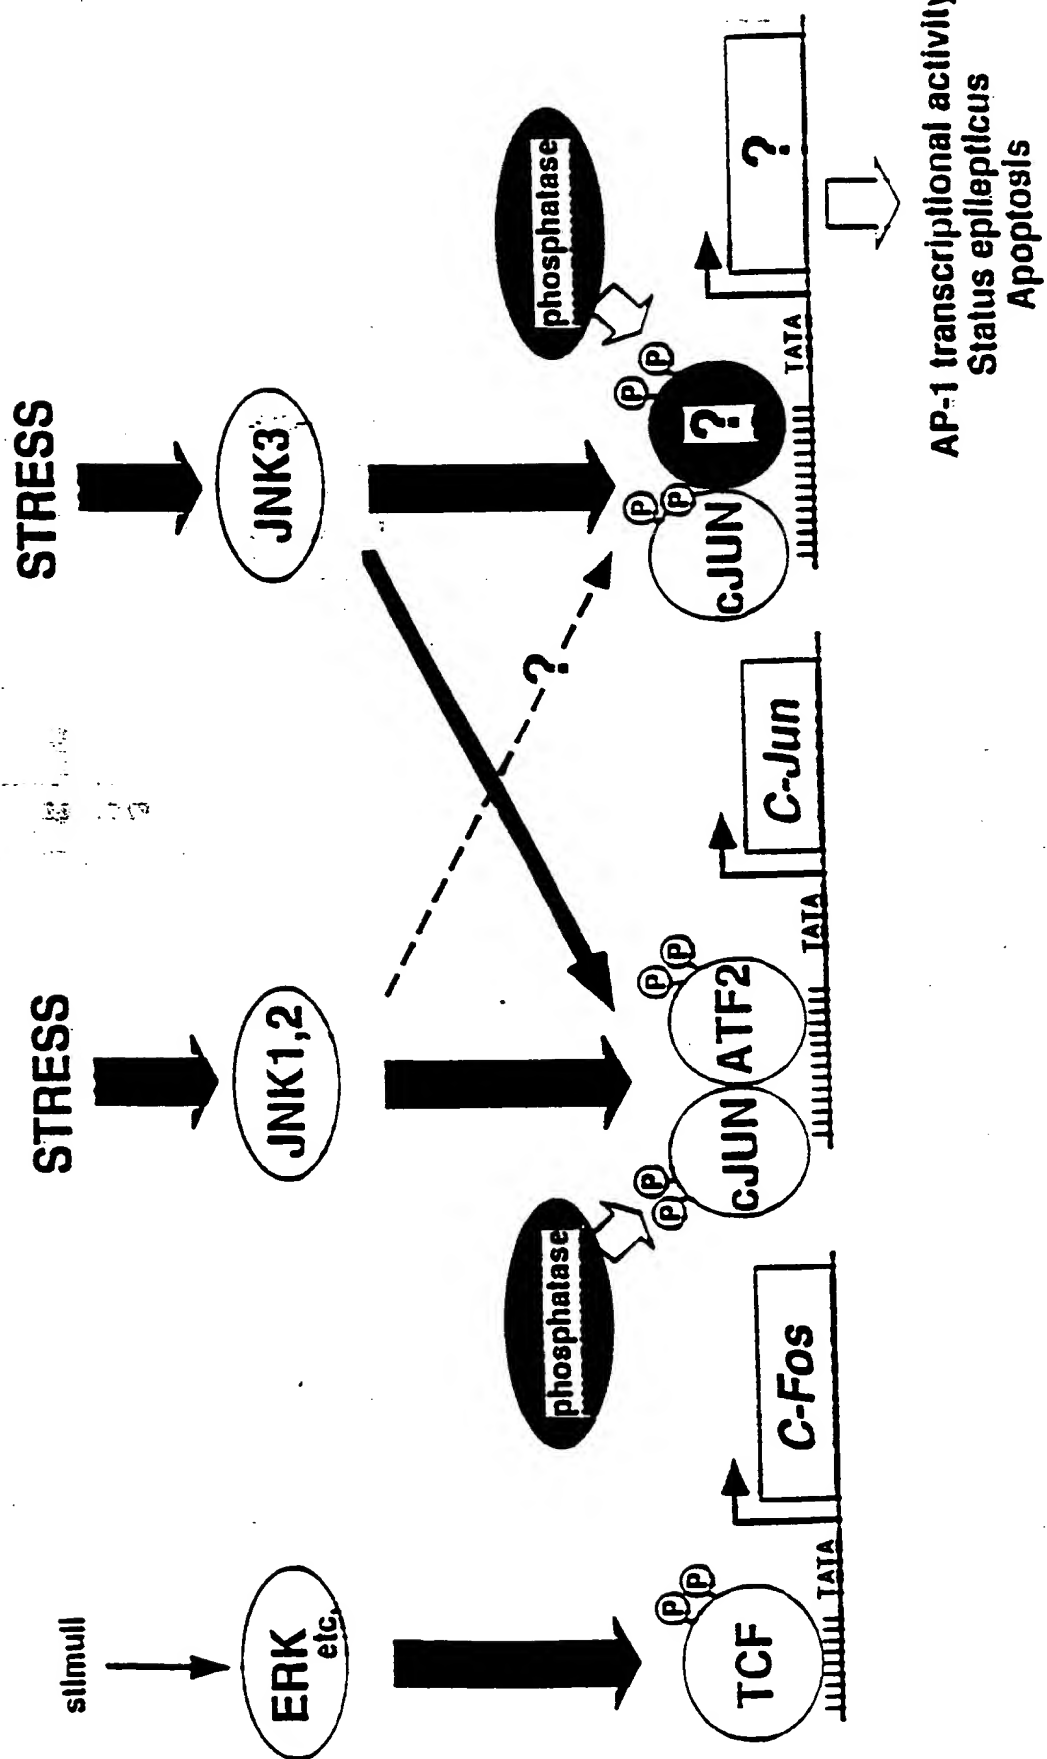 stimuli
STRESS
STRESS
ERK
etc.
JNK1,2
JNK3
?
phosphatase
phosphatase
P
P
P
P
P
P
P
P
P
P
TCF
cJUN
ATF2
cJUN
?
TATA
C-Fos
TATA
C-Jun
TATA
?
AP-1 transcriptional activity
Status epilepticus
Apoptosis